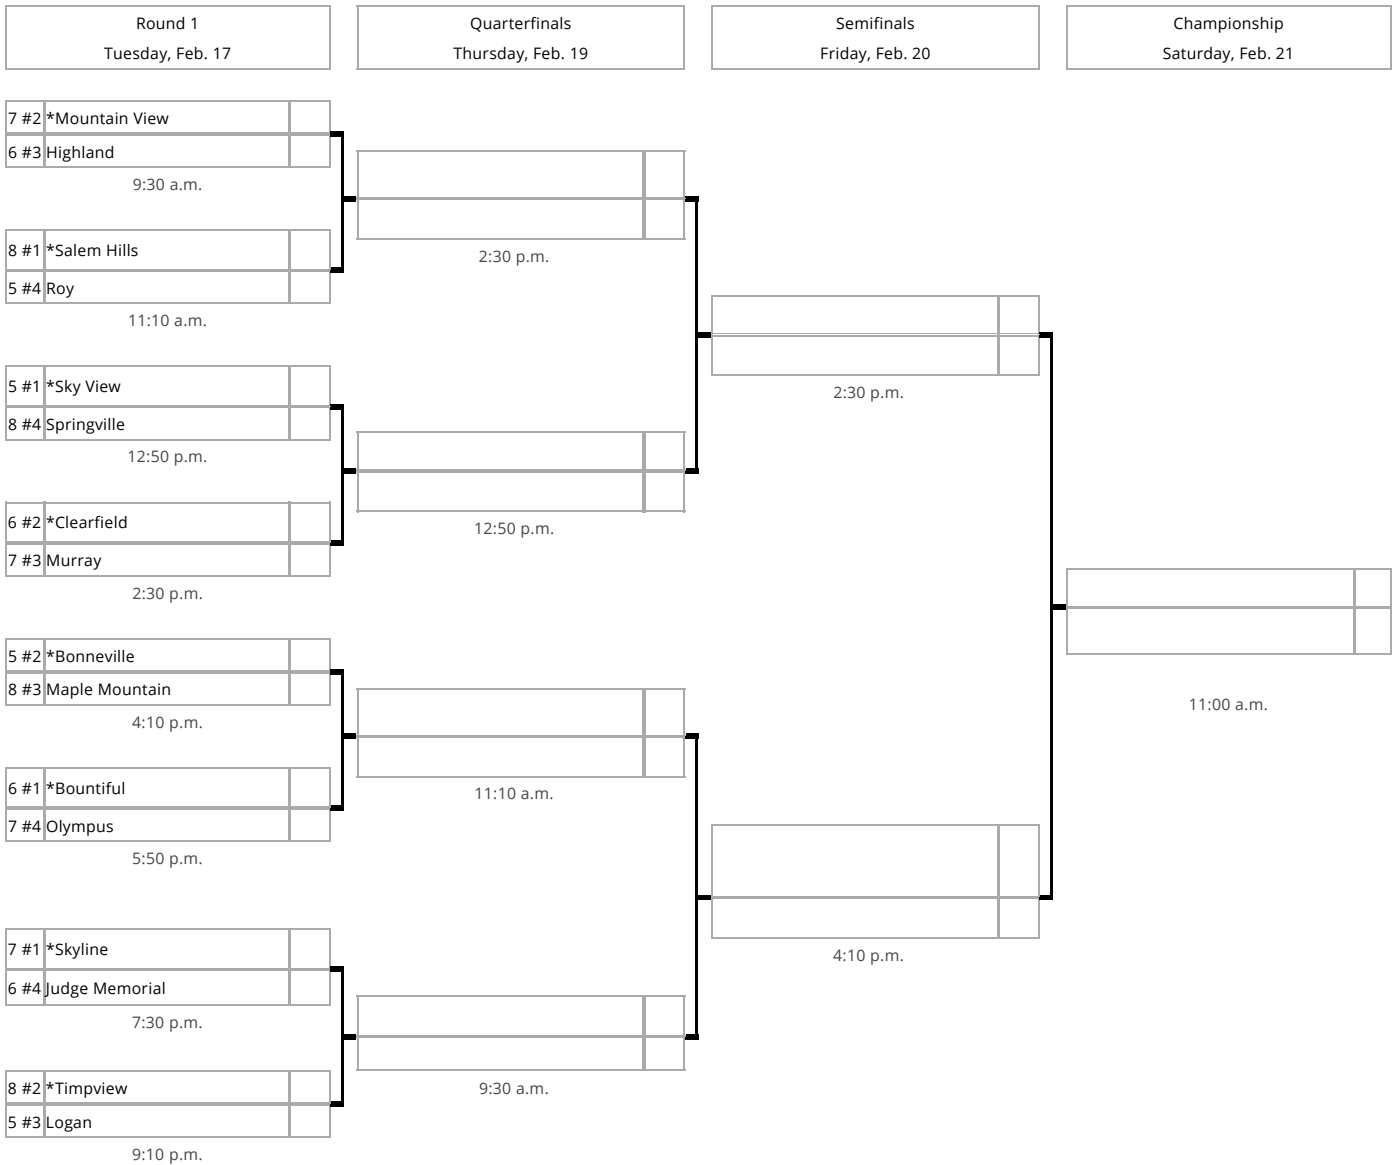 Round 1
Tuesday, Feb. 17
Quarterfinals
Thursday, Feb. 19
Semifinals
Friday, Feb. 20
Championship
Saturday, Feb. 21
7 #2 *Mountain View
6 #3 Highland
9:30 a.m.
8 #1 *Salem Hills
5 #4 Roy
11:10 a.m.
5 #1 *Sky View
8 #4 Springville
12:50 p.m.
6 #2 *Clearfield
7 #3 Murray
2:30 p.m.
5 #2 *Bonneville
8 #3 Maple Mountain
4:10 p.m.
6 #1 *Bountiful
7 #4 Olympus
5:50 p.m.
7 #1 *Skyline
6 #4 Judge Memorial
7:30 p.m.
8 #2 *Timpview
5 #3 Logan
9:10 p.m.
2:30 p.m.
12:50 p.m.
11:10 a.m.
9:30 a.m.
2:30 p.m.
4:10 p.m.
11:00 a.m.